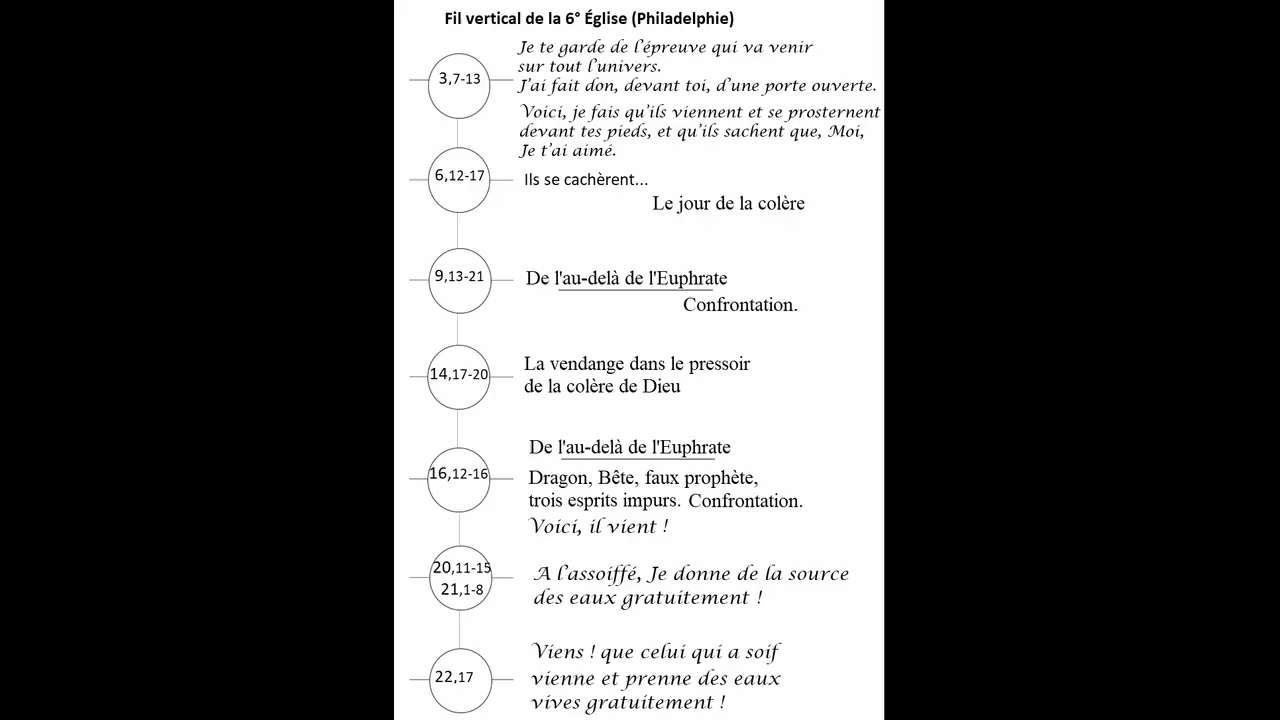 Fil vertical de la 6° Église (Philadelphie)
3,7-13
Je te garde de l'épreuve qui va venir
sur tout l'univers.
J'ai fait don, devant toi, d'une porte ouverte.
Voici, je fais qu'ils viennent et se prosternent
devant tes pieds, et qu'ils sachent que, Moi,
Je t'ai aimé.
6,12-17
Ils se cachèrent...
Le jour de la colère
9,13-21
De l'au-delà de l'Euphrate
Confrontation.
14,17-20
La vendange dans le pressoir
de la colère de Dieu
16,12-16
De l'au-delà de l'Euphrate
Dragon, Bête, faux prophète,
trois esprits impurs. Confrontation.
Voici, il vient !
20,11-15
21,1-8
A l'assoiffé, Je donne de la source
des eaux gratuitement !
22,17
Viens ! que celui qui a soif
vienne et prenne des eaux
vives gratuitement !